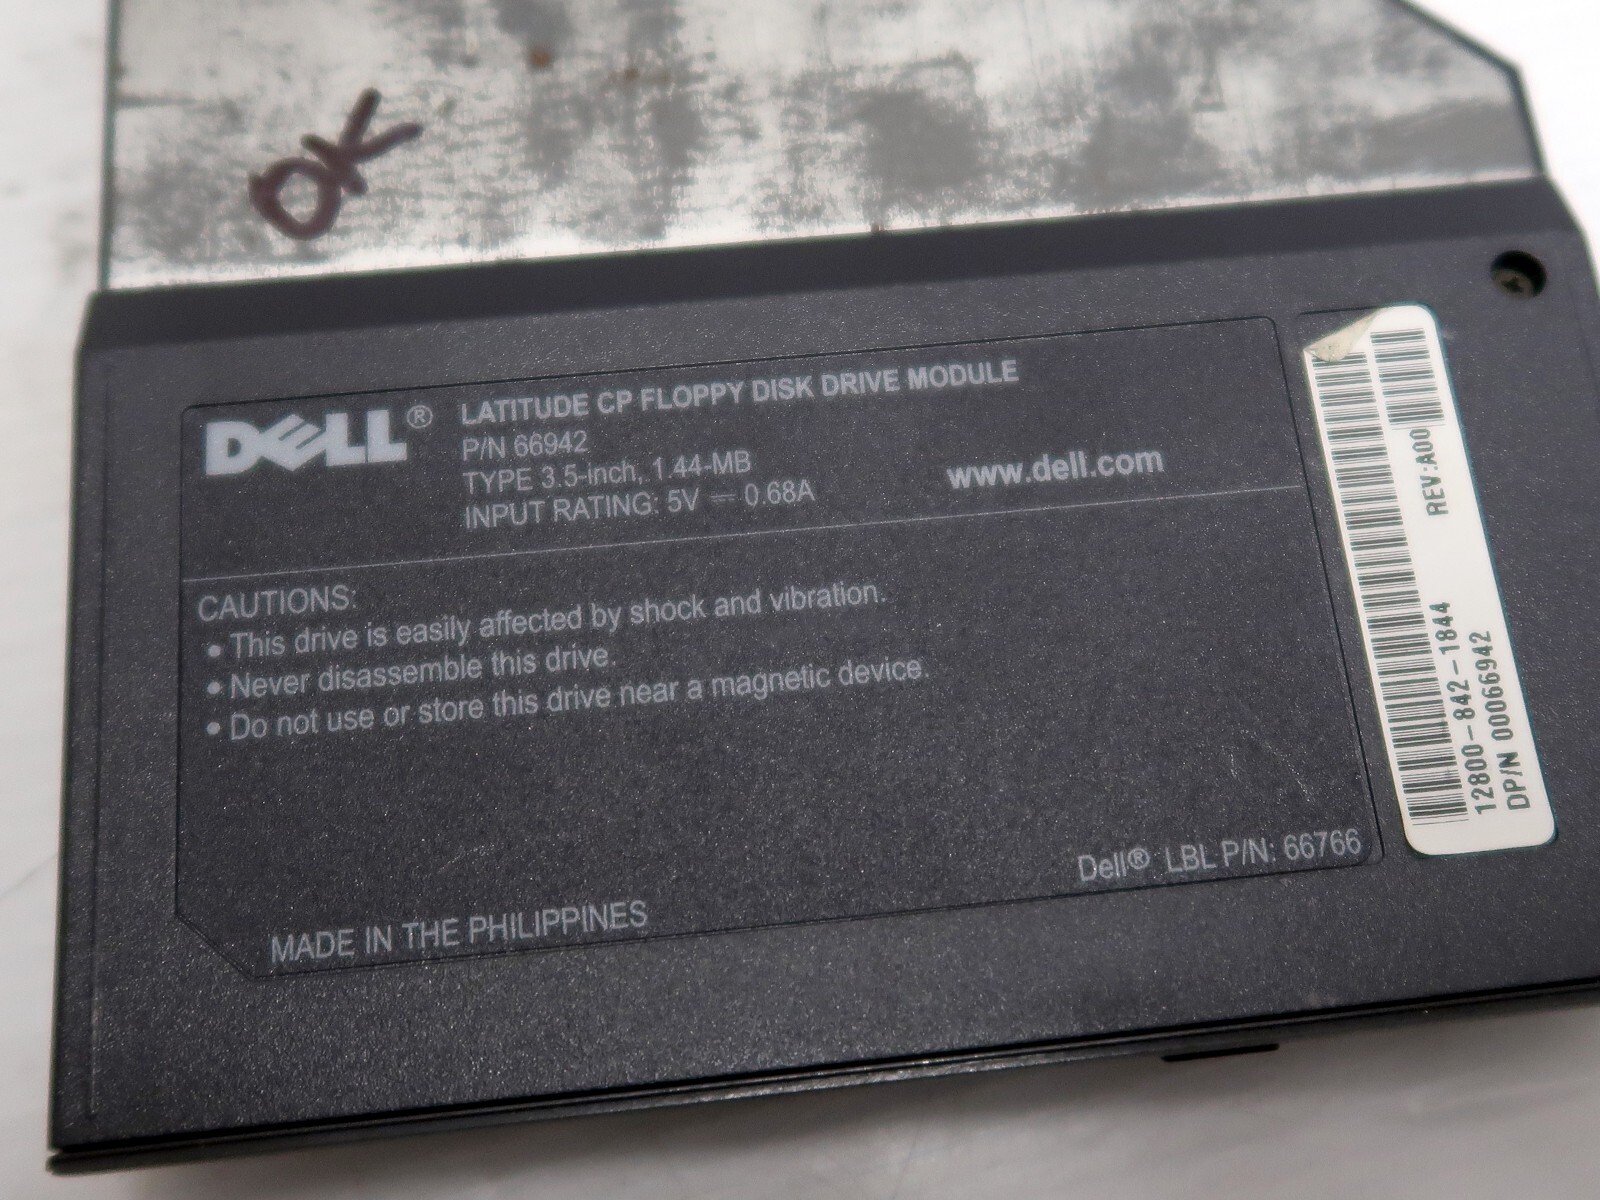 OK
DELL®
LATITUDE CP FLOPPY DISK DRIVE MODULE
P/N 66942
TYPE 3.5-inch, 1.44-MB
INPUT RATING: 5V ⎓ 0.68A
www.dell.com
CAUTIONS:
• This drive is easily affected by shock and vibration.
• Never disassemble this drive.
• Do not use or store this drive near a magnetic device.
Dell® LBL P/N: 66766
MADE IN THE PHILIPPINES
REV:A00
12800-842-1844
DP/N 00066942